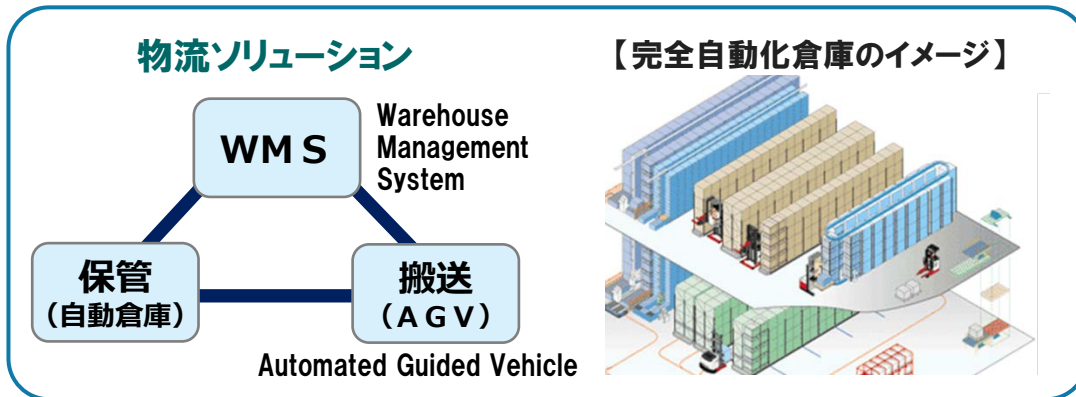 物流ソリューション
【完全自動化倉庫のイメージ】
ＷＭＳ
Warehouse
Management
System
保管
（自動倉庫）
搬送
（ＡＧＶ）
Automated Guided Vehicle